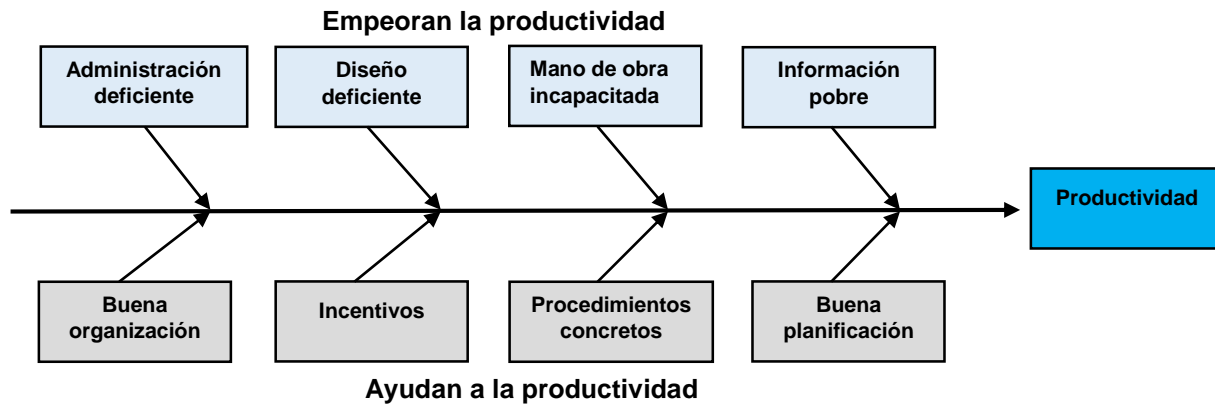 Empeoran la productividad
Administración
deficiente
Diseño
deficiente
Mano de obra
incapacitada
Información
pobre
Productividad
Buena
organización
Incentivos
Procedimientos
concretos
Buena
planificación
Ayudan a la productividad